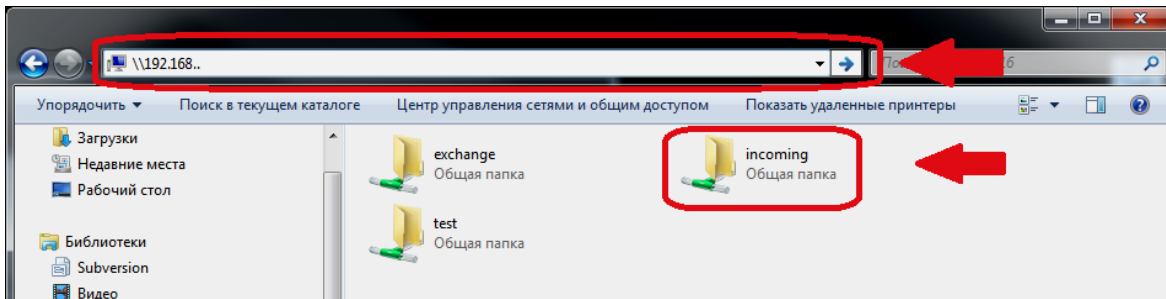 \\192.168..
Упорядочить
Поиск в текущем каталоге
Центр управления сетями и общим доступом
Показать удаленные принтеры
Загрузки
Недавние места
Рабочий стол
Библиотеки
Subversion
Видео
exchange
Общая папка
incoming
Общая папка
test
Общая папка